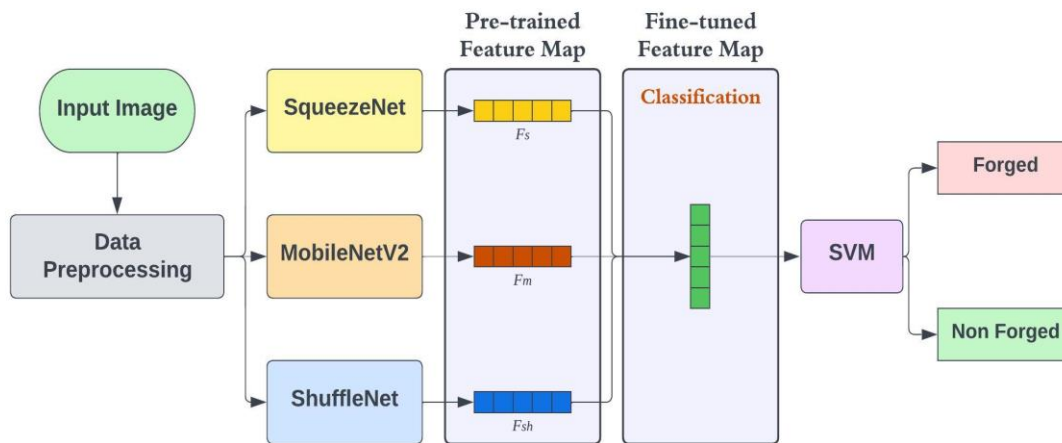 Pre-trained
Feature Map
Fine-tuned
Feature Map
Input Image
SqueezeNet
Fs
Classification
Forged
Data
Preprocessing
MobileNetV2
Fm
SVM
Non Forged
ShuffleNet
Fsh